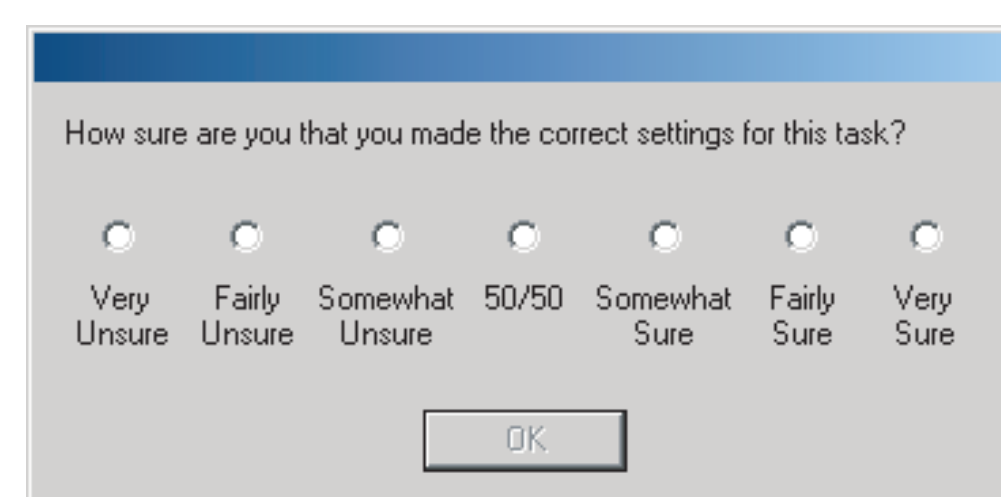 How sure are you that you made the correct settings for this task?
Very Fairly Somewhat 50/50 Somewhat Fairly Very
Unsure Unsure Unsure Sure Sure Sure
OK